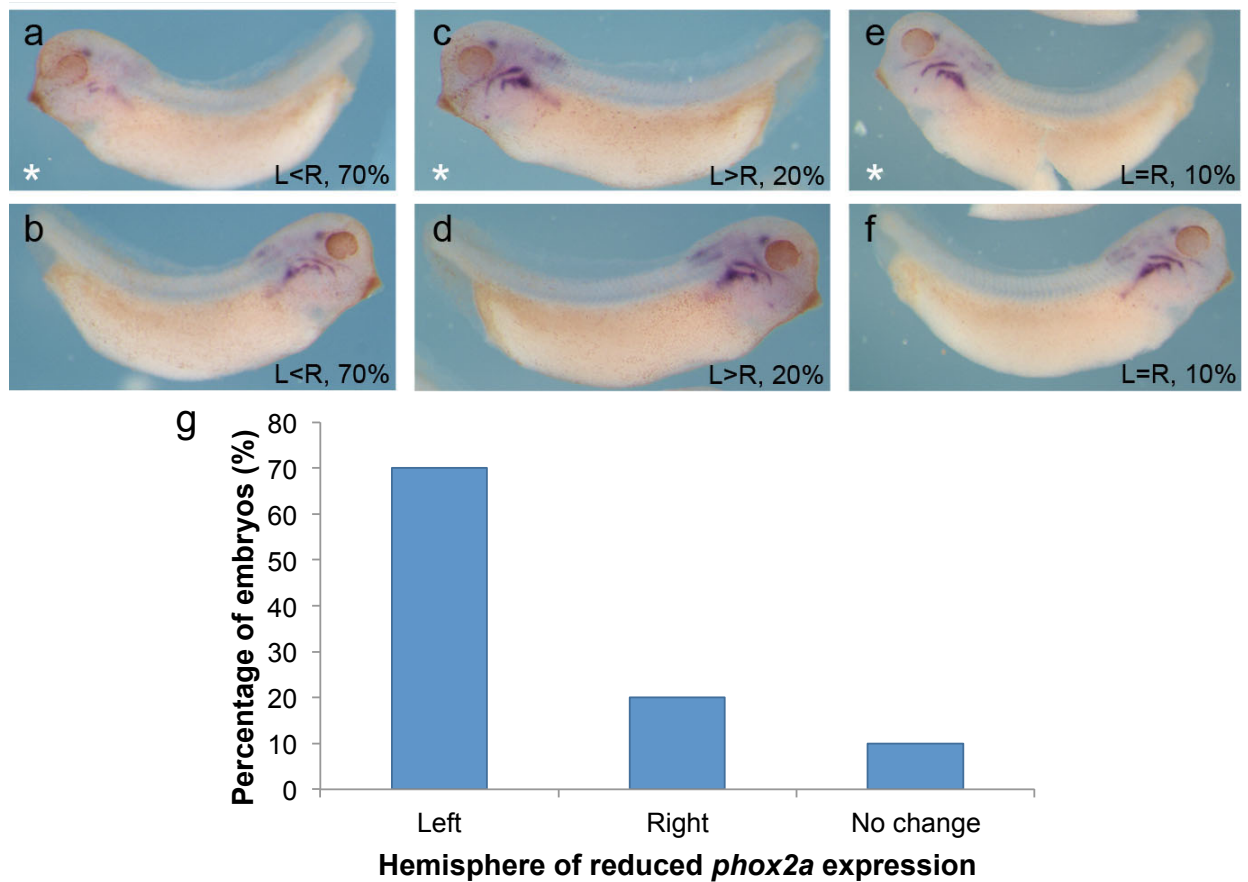 a
*
L<R, 70%
c
*
L>R, 20%
e
*
L=R, 10%
b
L<R, 70%
d
L>R, 20%
f
L=R, 10%
g
Percentage of embryos (%)
80
70
60
50
40
30
20
10
0
Left Right No change
Hemisphere of reduced phox2a expression